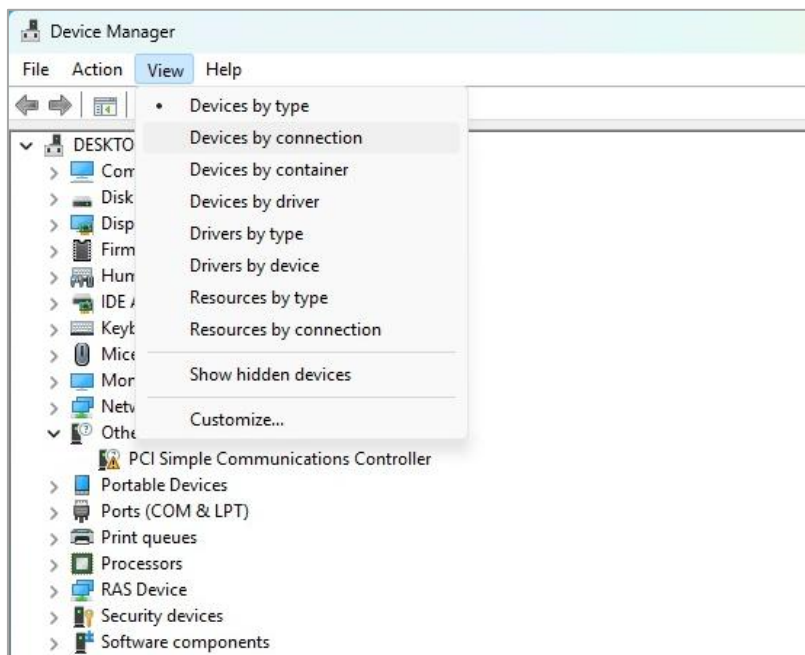 Device Manager
File Action View Help
Devices by type
Devices by connection
Devices by container
Devices by driver
Drivers by type
Drivers by device
Resources by type
Resources by connection
Show hidden devices
Customize...
DESKTO
Com
Disk
Disp
Firm
Hum
IDE
Keyb
Mice
Mon
Netw
Othe
PCI Simple Communications Controller
Portable Devices
Ports (COM & LPT)
Print queues
Processors
RAS Device
Security devices
Software components